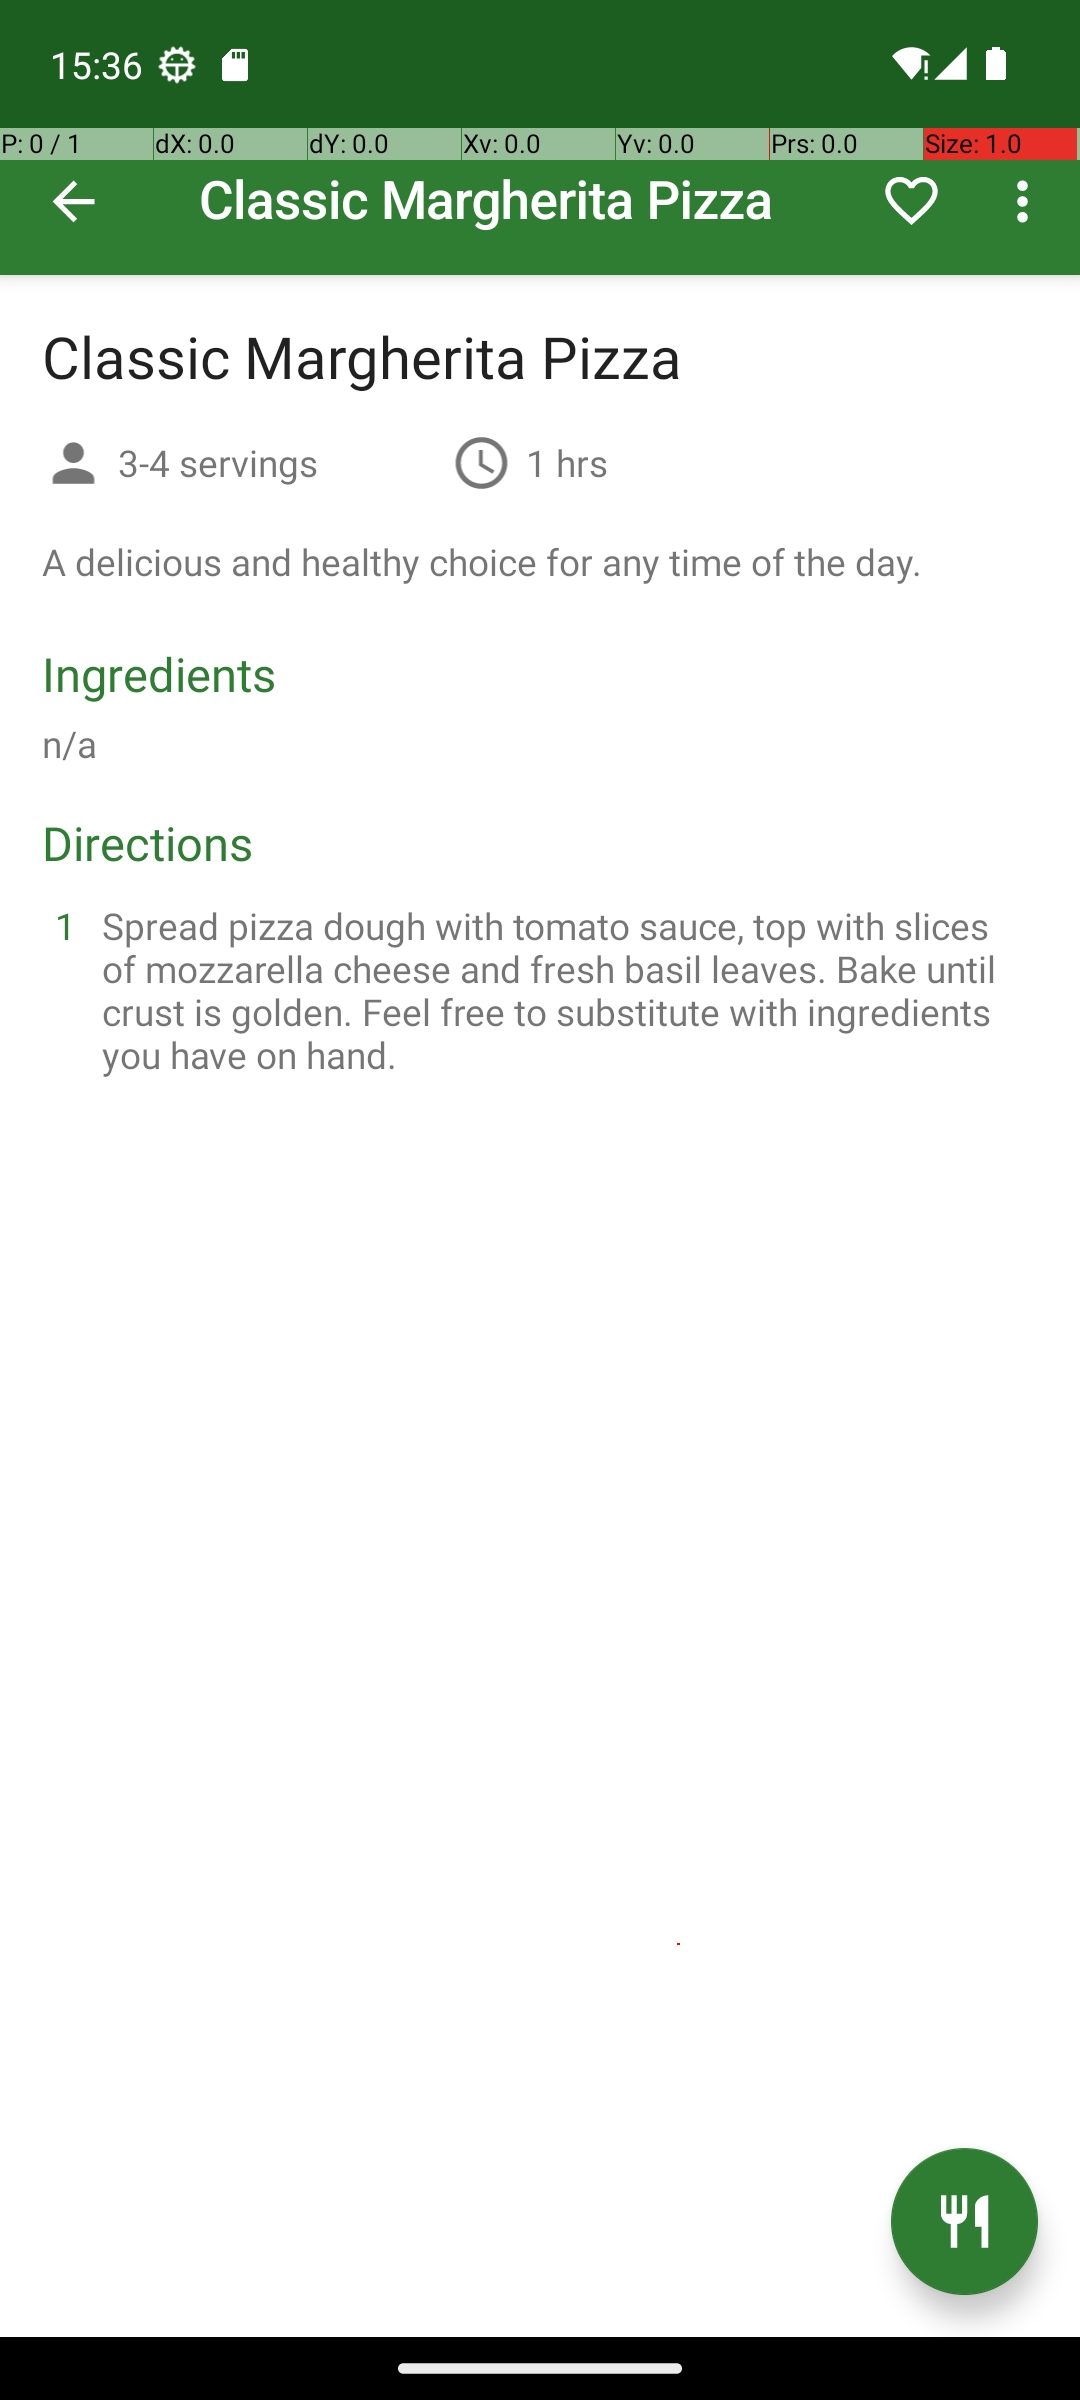 15:36
P: 0 / 1 dX: 0.0 dY: 0.0 Xv: 0.0 Yv: 0.0 Prs: 0.0 Size: 1.0
Classic Margherita Pizza
Classic Margherita Pizza
3-4 servings 1 hrs
A delicious and healthy choice for any time of the day.
Ingredients
n/a
Directions
1 Spread pizza dough with tomato sauce, top with slices
of mozzarella cheese and fresh basil leaves. Bake until
crust is golden. Feel free to substitute with ingredients
you have on hand.